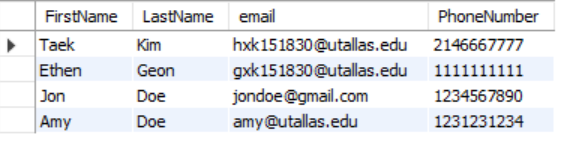 FirstName LastName email PhoneNumber
Taek Kim hxk151830@utallas.edu 2146667777
Ethen Geon gxk151830@utallas.edu 1111111111
Jon Doe jondoe@gmail.com 1234567890
Amy Doe amy@utallas.edu 1231231234